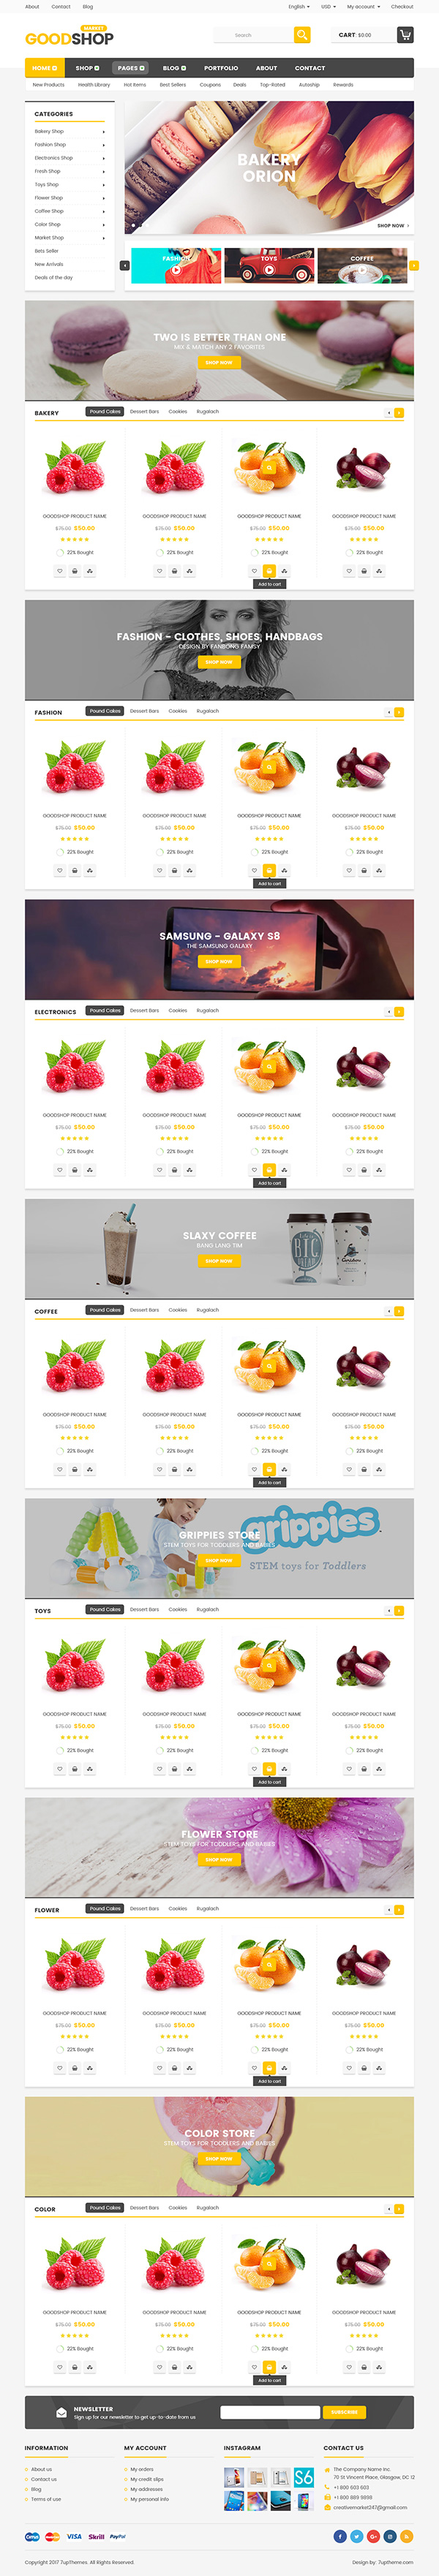 About Contact Blog English USD My account Checkout
MARKET
GOODSHOP
Search
CART: $0.00
HOME SHOP PAGES BLOG PORTFOLIO ABOUT CONTACT
New Products Health-Library Hot Items Best Sellers Coupons Deals Top-Rated Autoship Rewards
CATEGORIES
Bakery Shop
Fashion Shop
Electronics Shop
Fresh Shop
Toys Shop
Flower Shop
Coffee Shop
Color Shop
Market Shop
Bets Seller
New Arrivals
Deals of the day
BAKERY
ORION
SHOP NOW
FASHION TOYS COFFEE
TWO IS BETTER THAN ONE
MIX & MATCH ANY 2 FAVORITES
SHOP NOW
BAKERY Pound Cakes Dessert Bars Cookies Rugalach
GOODSHOP PRODUCT NAME GOODSHOP PRODUCT NAME GOODSHOP PRODUCT NAME GOODSHOP PRODUCT NAME
$75.00 $50.00 $75.00 $50.00 $75.00 $50.00 $75.00 $50.00
22% Bought 22% Bought 22% Bought 22% Bought
Add to cart
FASHION - CLOTHES, SHOES, HANDBAGS
DESIGN BY FANBONG FAMSY
SHOP NOW
FASHION Pound Cakes Dessert Bars Cookies Rugalach
GOODSHOP PRODUCT NAME GOODSHOP PRODUCT NAME GOODSHOP PRODUCT NAME GOODSHOP PRODUCT NAME
$75.00 $50.00 $75.00 $50.00 $75.00 $50.00 $75.00 $50.00
22% Bought 22% Bought 22% Bought 22% Bought
Add to cart
SAMSUNG - GALAXY S8
THE SAMSUNG GALAXY
SHOP NOW
ELECTRONICS Pound Cakes Dessert Bars Cookies Rugalach
GOODSHOP PRODUCT NAME GOODSHOP PRODUCT NAME GOODSHOP PRODUCT NAME GOODSHOP PRODUCT NAME
$75.00 $50.00 $75.00 $50.00 $75.00 $50.00 $75.00 $50.00
22% Bought 22% Bought 22% Bought 22% Bought
Add to cart
SLAXY COFFEE
BANG LANG TIM
SHOP NOW
BIG
COFFEE Pound Cakes Dessert Bars Cookies Rugalach
GOODSHOP PRODUCT NAME GOODSHOP PRODUCT NAME GOODSHOP PRODUCT NAME GOODSHOP PRODUCT NAME
$75.00 $50.00 $75.00 $50.00 $75.00 $50.00 $75.00 $50.00
22% Bought 22% Bought 22% Bought 22% Bought
Add to cart
grippies
GRIPPIES STORE
STEM TOYS FOR TODDLERS AND BABIES
SHOP NOW
STEM toys for Toddlers
TOYS Pound Cakes Dessert Bars Cookies Rugalach
GOODSHOP PRODUCT NAME GOODSHOP PRODUCT NAME GOODSHOP PRODUCT NAME GOODSHOP PRODUCT NAME
$75.00 $50.00 $75.00 $50.00 $75.00 $50.00 $75.00 $50.00
22% Bought 22% Bought 22% Bought 22% Bought
Add to cart
FLOWER STORE
STEM TOYS FOR TODDLERS AND BABIES
SHOP NOW
FLOWER Pound Cakes Dessert Bars Cookies Rugalach
GOODSHOP PRODUCT NAME GOODSHOP PRODUCT NAME GOODSHOP PRODUCT NAME GOODSHOP PRODUCT NAME
$75.00 $50.00 $75.00 $50.00 $75.00 $50.00 $75.00 $50.00
22% Bought 22% Bought 22% Bought 22% Bought
Add to cart
COLOR STORE
STEM TOYS FOR TODDLERS AND BABIES
SHOP NOW
COLOR Pound Cakes Dessert Bars Cookies Rugalach
GOODSHOP PRODUCT NAME GOODSHOP PRODUCT NAME GOODSHOP PRODUCT NAME GOODSHOP PRODUCT NAME
$75.00 $50.00 $75.00 $50.00 $75.00 $50.00 $75.00 $50.00
22% Bought 22% Bought 22% Bought 22% Bought
Add to cart
NEWSLETTER
Sign up for our newsletter to get up-to-date from us
SUBSCRIBE
INFORMATION
About us
Contact us
Blog
Terms of use
MY ACCOUNT
My orders
My credit slips
My addresses
My personal info
INSTAGRAM
S6
CONTACT US
The Company Name Inc.
70 St Vincent Place, Glasgow, DC 12
+1 800 603 603
+1 800 889 9898
creativemarket247@gmail.com
VISA Skrill PayPal
Copyright 2017 7upThemes. All Rights Reserved.
Design by: 7uptheme.com